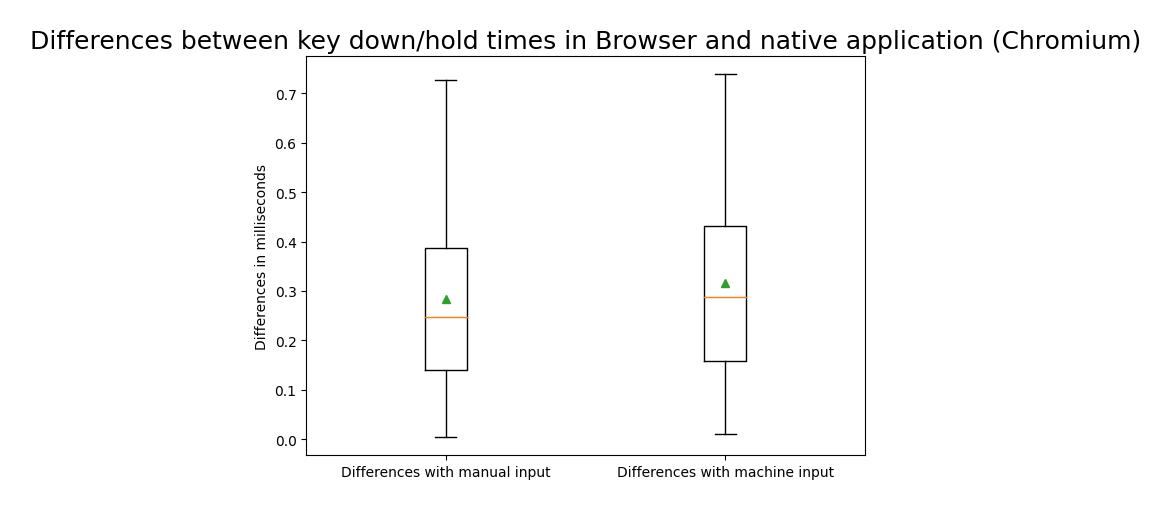 Differences between key down/hold times in Browser and native application (Chromium)
0.7
0.6
0.5
0.4
0.3
0.2
0.1
0.0
Differences in milliseconds
Differences with manual input
Differences with machine input